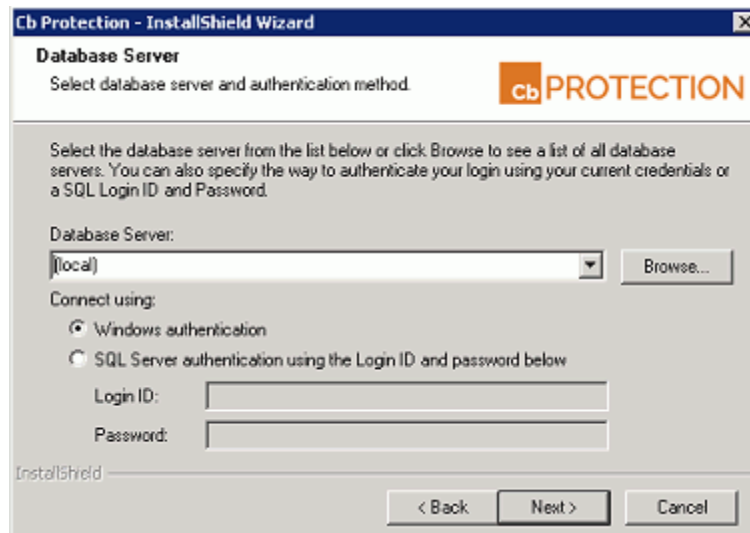 Cb Protection - InstallShield Wizard
Database Server
Select database server and authentication method.
Cb PROTECTION
Select the database server from the list below or click Browse to see a list of all database
servers. You can also specify the way to authenticate your login using your current credentials or
a SQL Login ID and Password.
Database Server:
(local)
Browse...
Connect using:
Windows authentication
SQL Server authentication using the Login ID and password below
Login ID:
Password:
InstallShield
< Back
Next >
Cancel